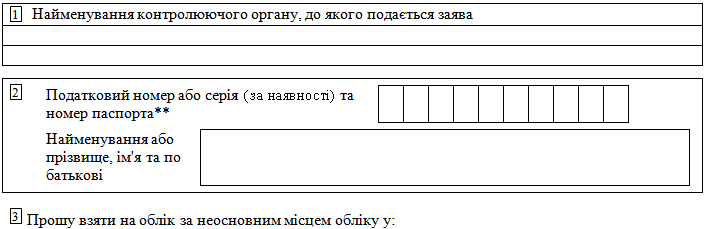 1 Найменування контролюючого органу, до якого подається заява
2 Податковий номер або серія (за наявності) та
номер паспорта**
Найменування або
прізвище, ім'я та по
батькові
3 Прошу взяти на облік за неосновним місцем обліку у: